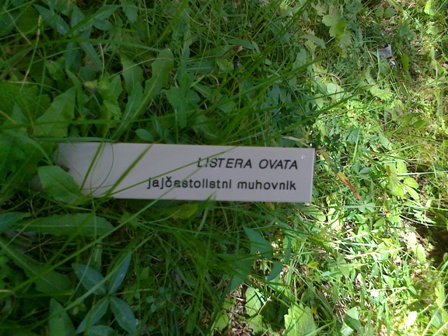 LISTERA OVATA
jajčastolistni muhovnik